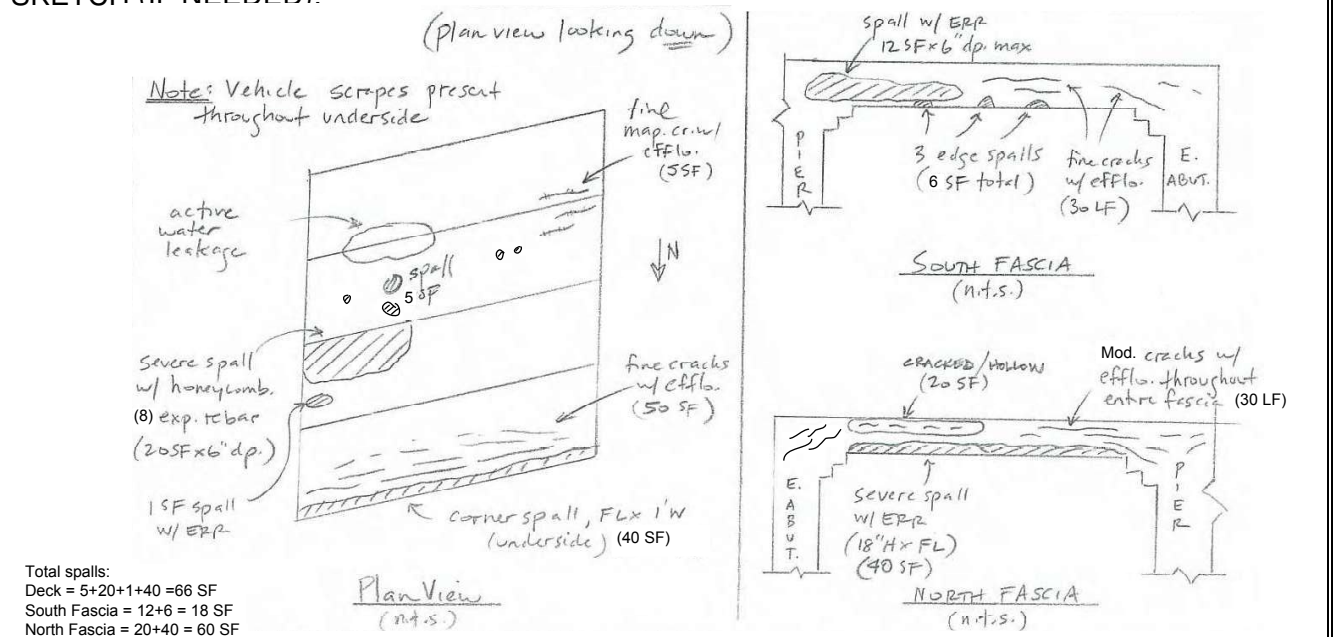 SKETCH (IF NEEDED):
(plan view looking down)
Note: Vehicle scrapes present
throughout underside
fine
map cr. w/
efflo.
(5SF)
active
water
leakage
N
spall
5 SF
Severe spall
w/ honeycomb.
(8) exp. rebar
(20SF x 6" dp.)
fine cracks
w/ efflo.
(50 SF)
1 SF spall
w/ ERR
corner spall, FL x 1'W
(underside) (40 SF)
Plan View
(n.t.s.)
Total spalls:
Deck = 5+20+1+40 =66 SF
South Fascia = 12+6 = 18 SF
North Fascia = 20+40 = 60 SF
spall w/ ERR
12 SF x 6" dp. max
PIER
3 edge spalls
(6 SF total)
fine cracks
w/ efflo.
(30 LF)
E.
ABUT.
SOUTH FASCIA
(n.t.s.)
CRACKED/HOLLOW
(20 SF)
Mod. cracks w/
efflo. throughout
entire fascia (30 LF)
E.
ABUT.
Severe spall
w/ ERR
(18"H x FL)
(40 SF)
PIER
NORTH FASCIA
(n.t.s.)